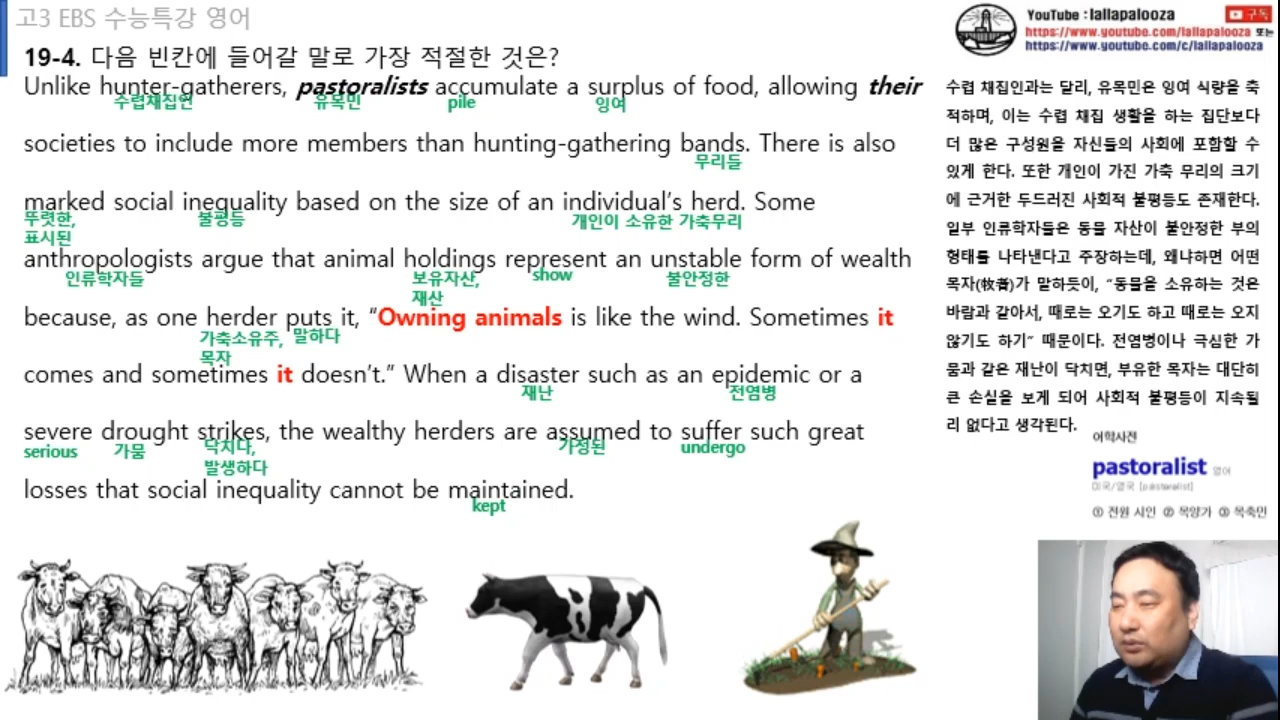 고3 EBS 수능특강 영어
19-4. 다음 빈칸에 들어갈 말로 가장 적절한 것은?
Unlike hunter-gatherers, pastoralists accumulate a surplus of food, allowing their
수렵채집인 유목민 pile 잉여
societies to include more members than hunting-gathering bands. There is also
무리들
marked social inequality based on the size of an individual's herd. Some
뚜렷한, 불평등 개인이 소유한 가축무리
표시된
anthropologists argue that animal holdings represent an unstable form of wealth
인류학자들 보유자산, show 불안정한
재산
because, as one herder puts it, “Owning animals is like the wind. Sometimes it
가축소유주, 말하다
목자
comes and sometimes it doesn't.” When a disaster such as an epidemic or a
재난 전염병
severe drought strikes, the wealthy herders are assumed to suffer such great
serious 가뭄 닥치다, 가정된 undergo
발생하다
losses that social inequality cannot be maintained.
kept
YouTube : lallapalooza 구독
https://www.youtube.com/lallapalooza 또는
https://www.youtube.com/c/lallapalooza
수렵 채집인과는 달리, 유목민은 잉여 식량을 축
적하며, 이는 수렵 채집 생활을 하는 집단보다
더 많은 구성원을 자신들의 사회에 포함할 수
있게 한다. 또한 개인이 가진 가축 무리의 크기
에 근거한 두드러진 사회적 불평등도 존재한다.
일부 인류학자들은 동물 자산이 불안정한 부의
형태를 나타낸다고 주장하는데, 왜냐하면 어떤
목자(牧者)가 말하듯이, “동물을 소유하는 것은
바람과 같아서, 때로는 오기도 하고 때로는 오지
않기도 하기” 때문이다. 전염병이나 극심한 가
뭄과 같은 재난이 닥치면, 부유한 목자는 대단히
큰 손실을 보게 되어 사회적 불평등이 지속될
리 없다고 생각된다.
어학사전
pastoralist 영어
미국/영국 [pǽstərəlist]
① 전원 시인 ② 목양가 ③ 목축민